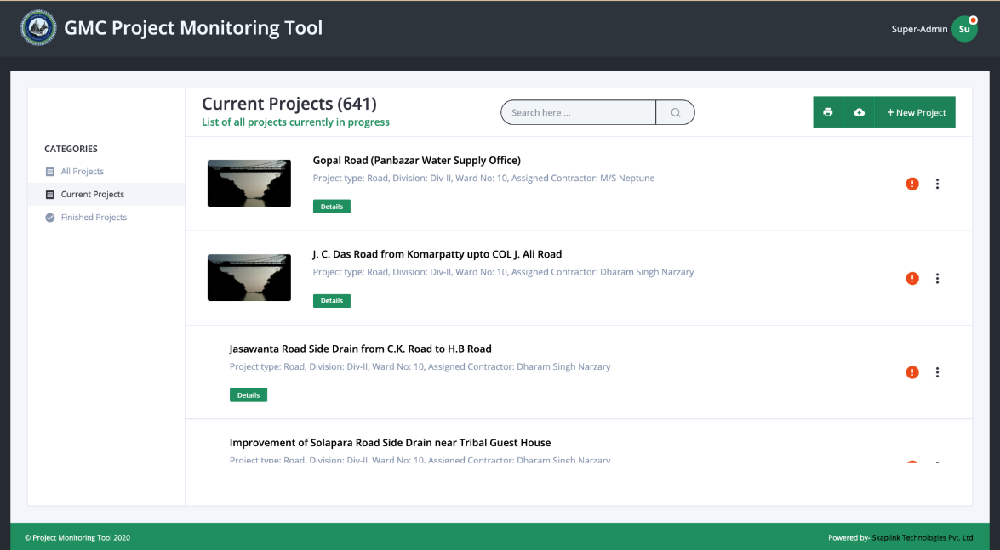 GMC Project Monitoring Tool
Super-Admin
Su
Current Projects (641)
List of all projects currently in progress
Search here ...
+ New Project
CATEGORIES
All Projects
Current Projects
Finished Projects
Gopal Road (Panbazar Water Supply Office)
Project type: Road, Division: Div-II, Ward No: 10, Assigned Contractor: M/S Neptune
Details
J. C. Das Road from Komarpatty upto COL J. Ali Road
Project type: Road, Division: Div-II, Ward No: 10, Assigned Contractor: Dharam Singh Narzary
Details
Jasawanta Road Side Drain from C.K. Road to H.B Road
Project type: Road, Division: Div-II, Ward No: 10, Assigned Contractor: Dharam Singh Narzary
Details
Improvement of Solapara Road Side Drain near Tribal Guest House
Project type: Road, Division: Div-II, Ward No: 10, Assigned Contractor: Dharam Singh Narzary
© Project Monitoring Tool 2020
Powered by- Skaplink Technologies Pvt. Ltd.